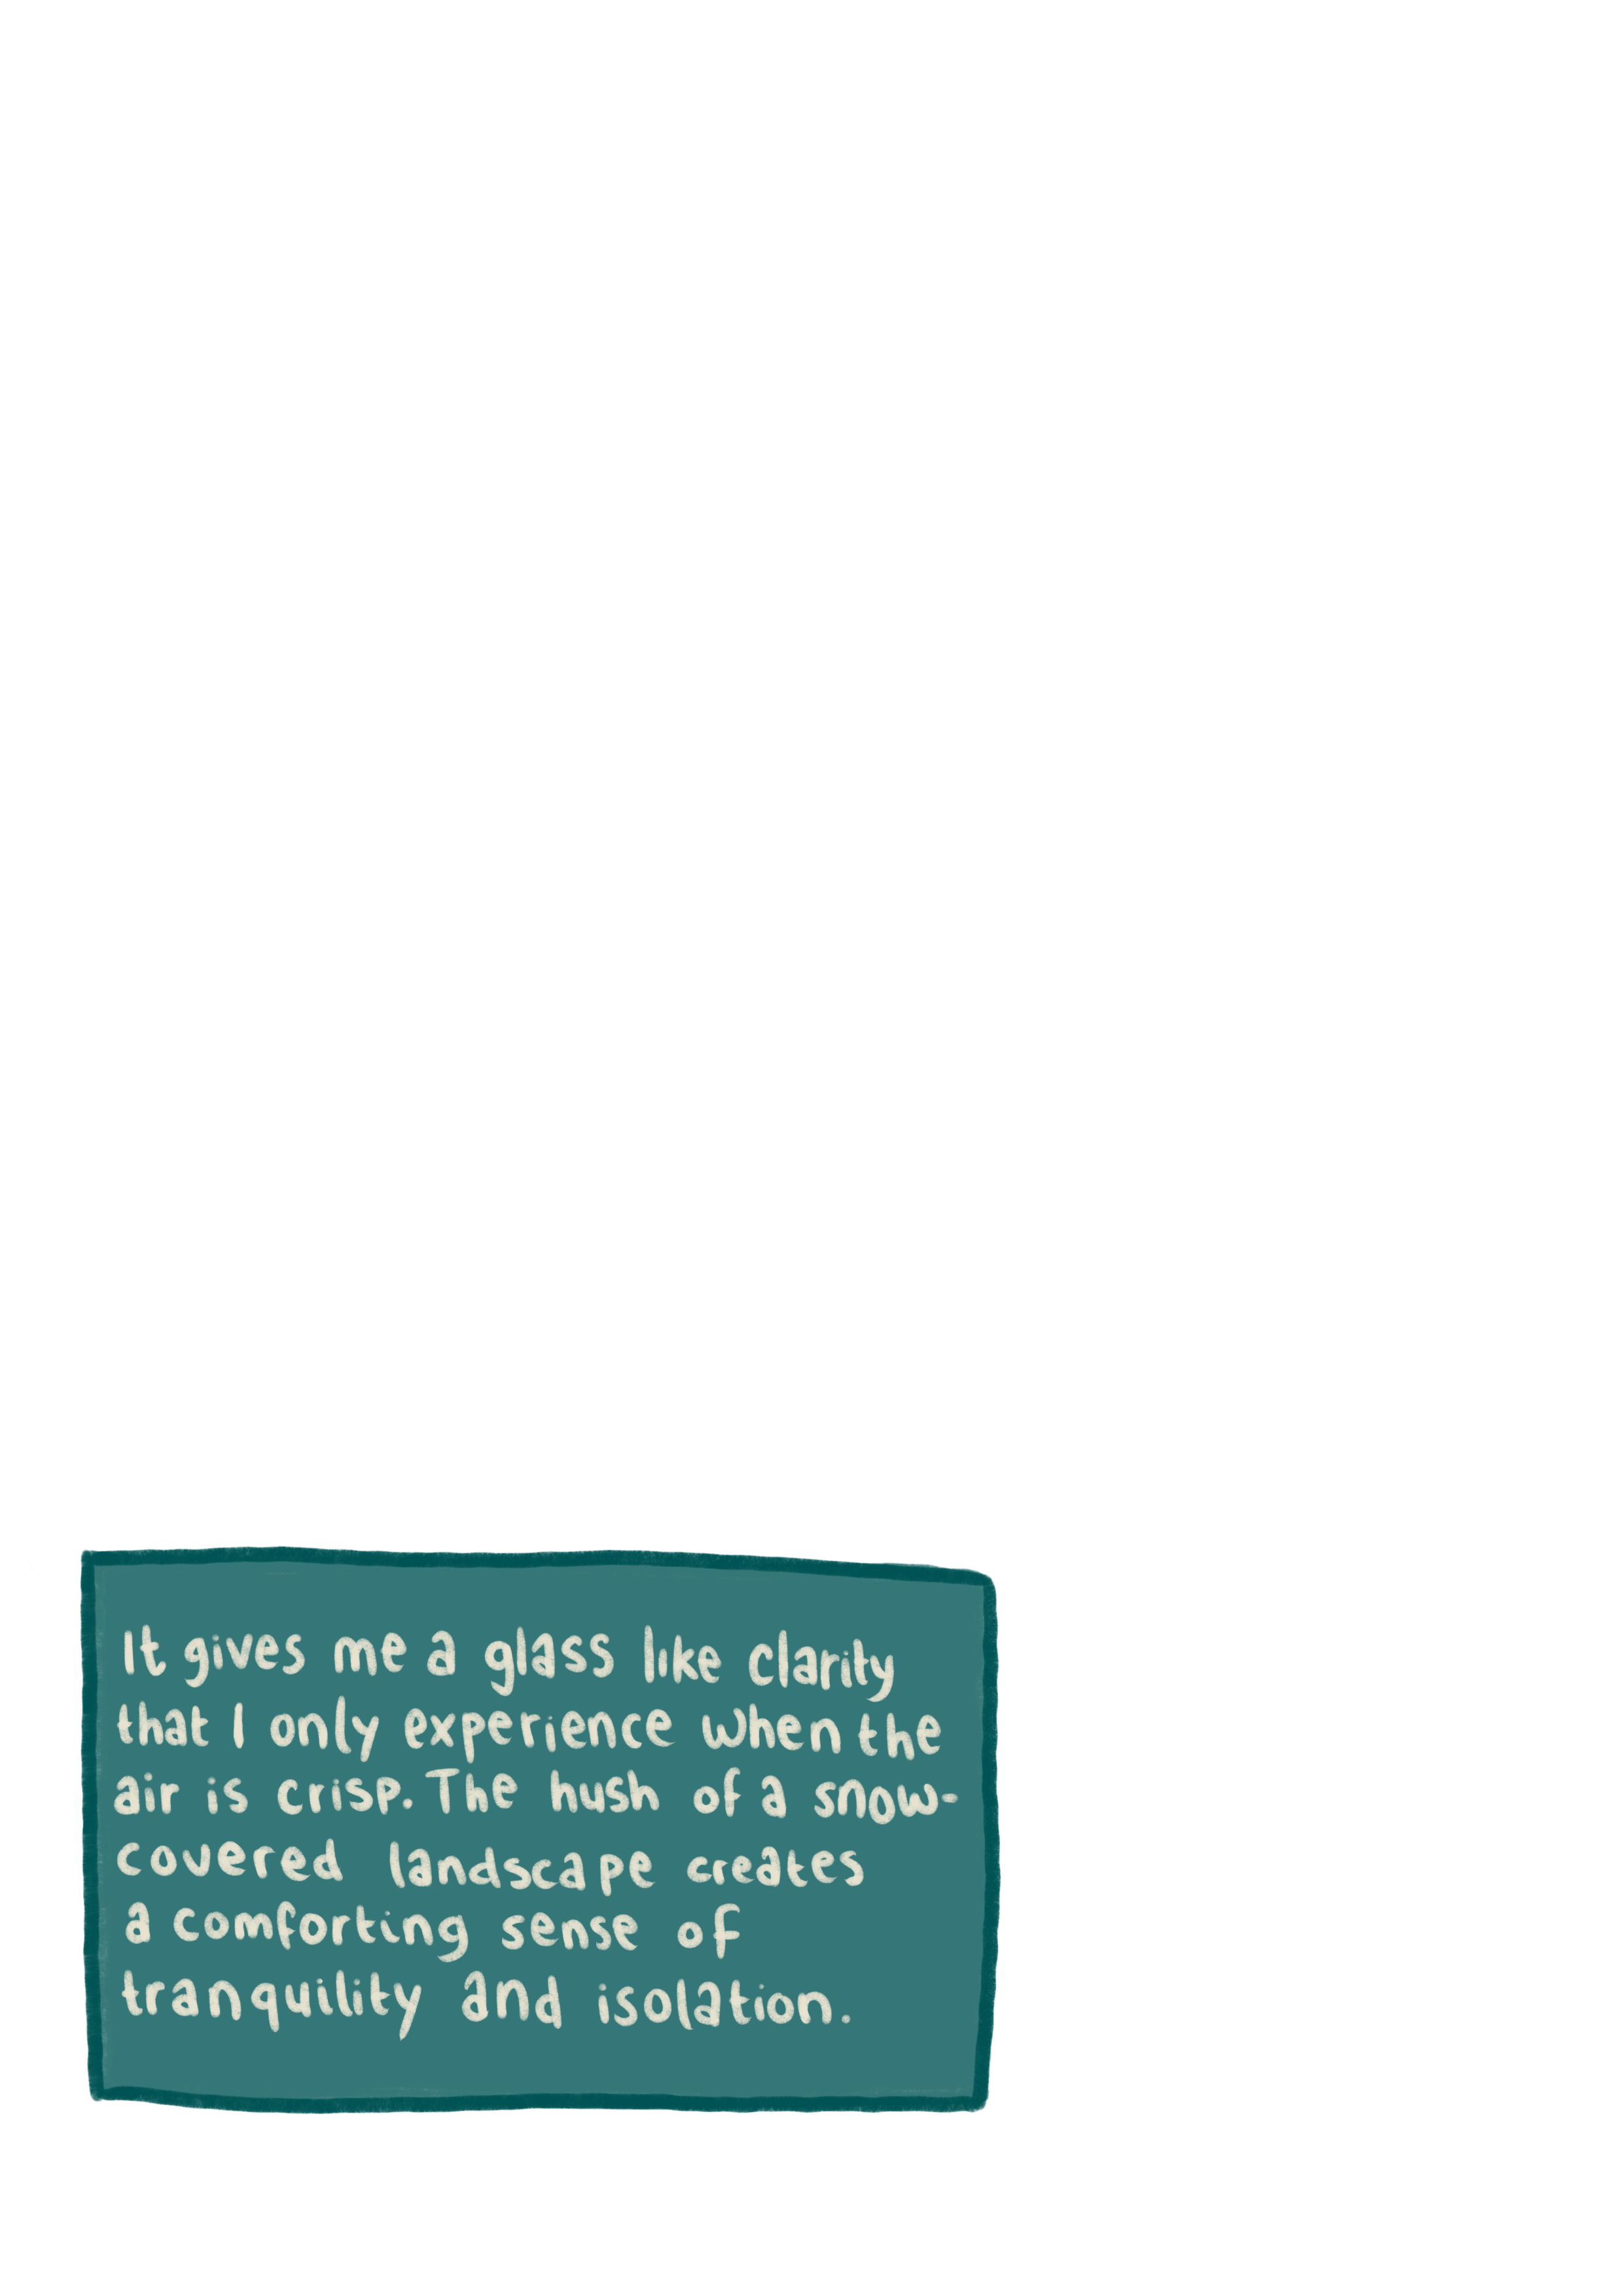 It gives me a glass like clarity
that I only experience when the
air is crisp. The hush of a snow-
covered landscape creates
a comforting sense of
tranquility and isolation.